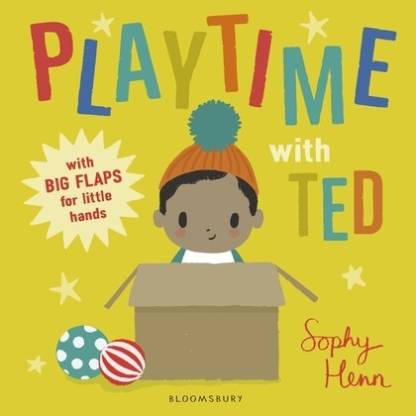 PLAYTIME
with
TED
with
BIG FLAPS
for little
hands
Sophy
Henn
BLOOMSBURY